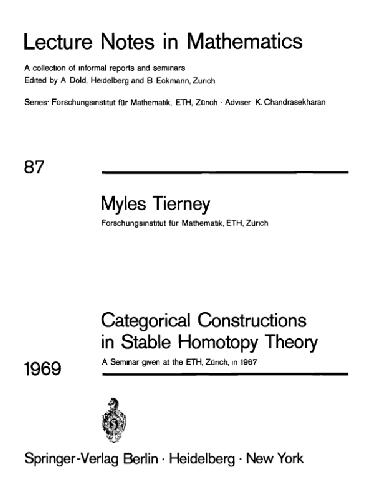 Lecture Notes in Mathematics
A collection of informal reports and seminars
Edited by A. Dold, Heidelberg and B. Eckmann, Zürich
Series: Forschungsinstitut für Mathematik, ETH, Zürich · Adviser: K. Chandrasekharan
87
Myles Tierney
Forschungsinstitut für Mathematik, ETH, Zürich
Categorical Constructions
in Stable Homotopy Theory
A Seminar given at the ETH, Zürich, in 1967
1969
Springer-Verlag Berlin · Heidelberg · New York